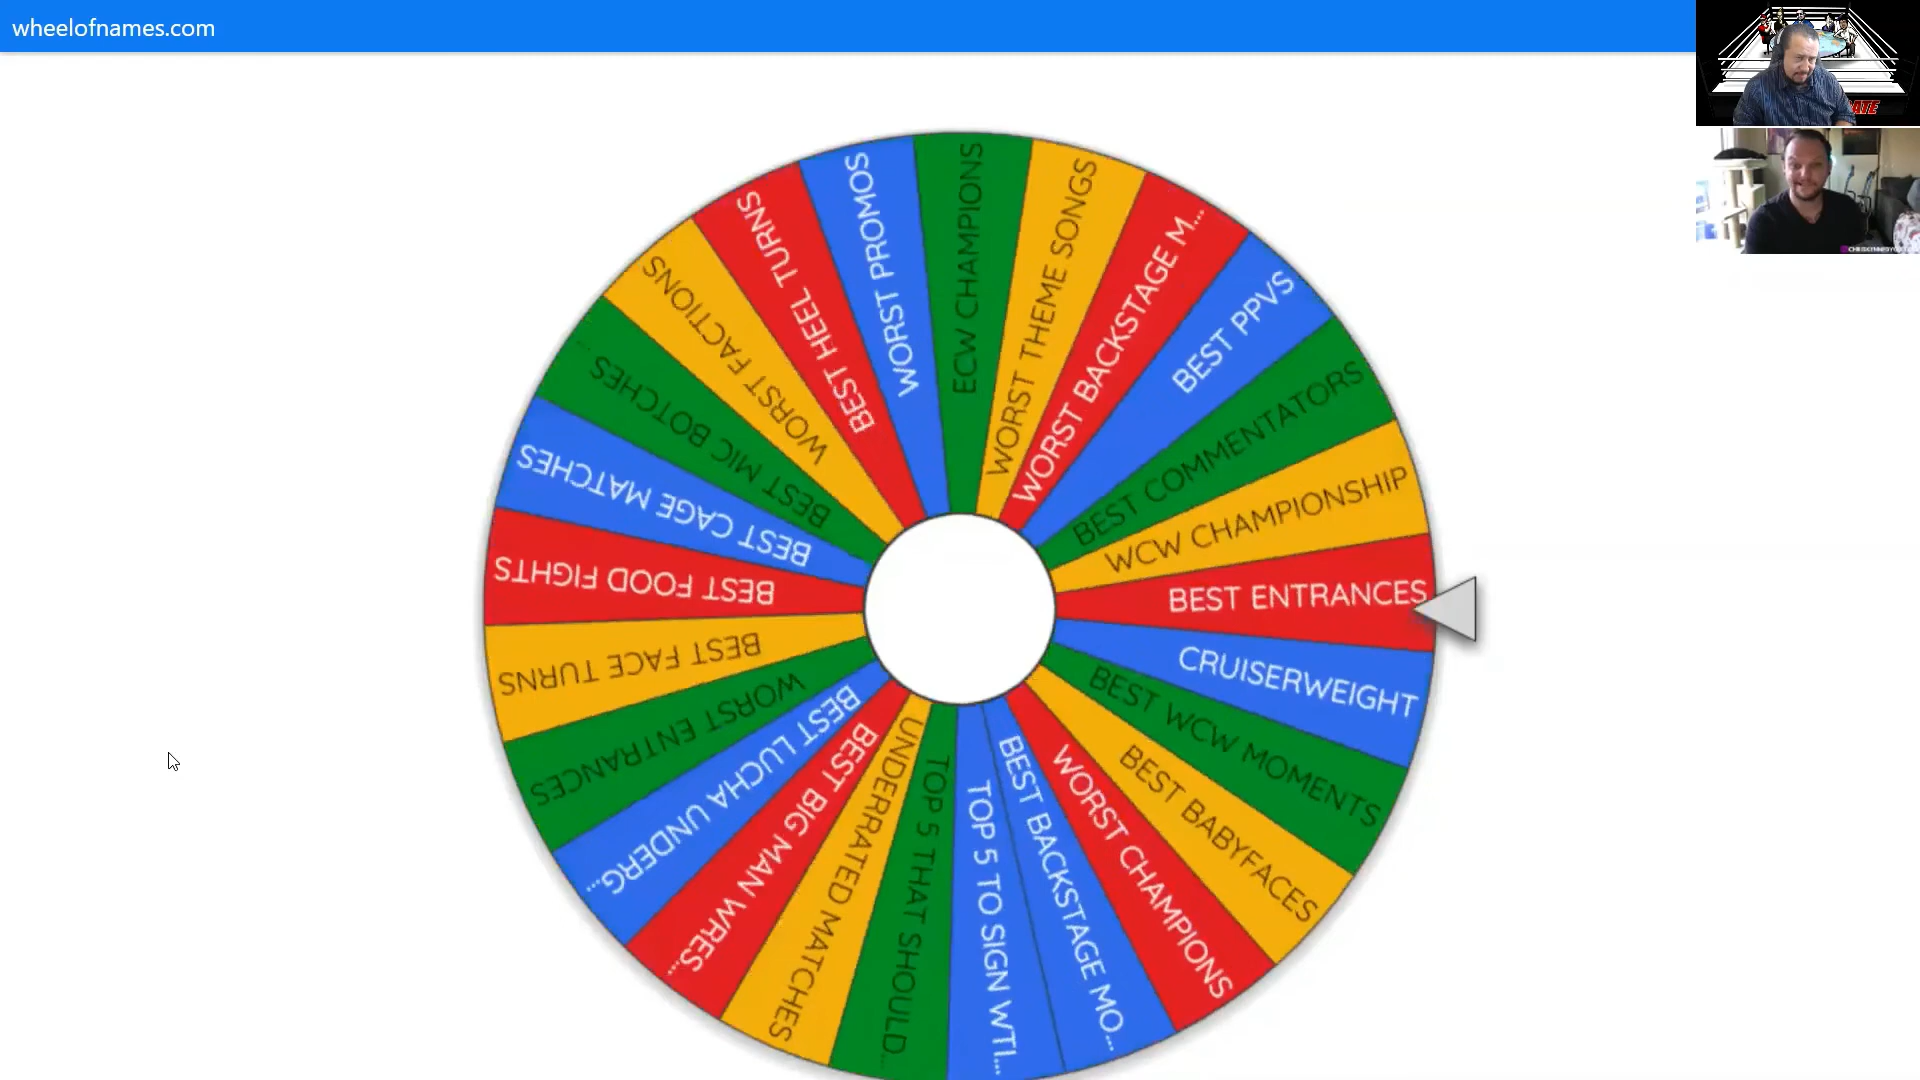 wheelofnames.com
ECW CHAMPIONS
WORST THEME SONGS
WORST BACKSTAGE M...
BEST PPVS
BEST COMMENTATORS
WCW CHAMPIONSHIP
BEST ENTRANCES
CRUISERWEIGHT
BEST WCW MOMENTS
BEST BABYFACES
WORST CHAMPIONS
BEST BACKSTAGE MO...
TOP 5 TO SIGN WTI...
TOP 5 THAT SHOULD...
UNDERRATED MATCHES
BEST BIG MAN WRES...
BEST LUCHA UNDERG...
WORST ENTRANCES
BEST FACE TURNS
BEST FOOD FIGHTS
BEST CAGE MATCHES
BEST MIC BOTCHES...
WORST FACTIONS
BEST HEEL TURNS
WORST PROMOS